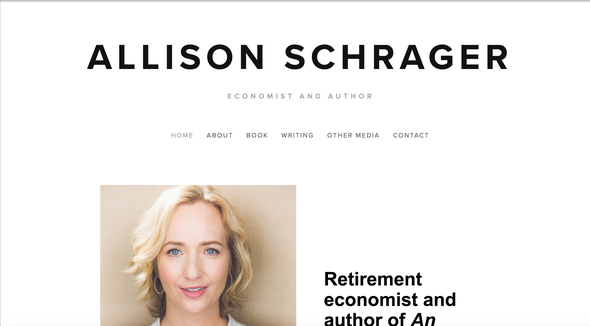 ALLISON SCHRAGER
ECONOMIST AND AUTHOR
HOME ABOUT BOOK WRITING OTHER MEDIA CONTACT
Retirement
economist and
author of An